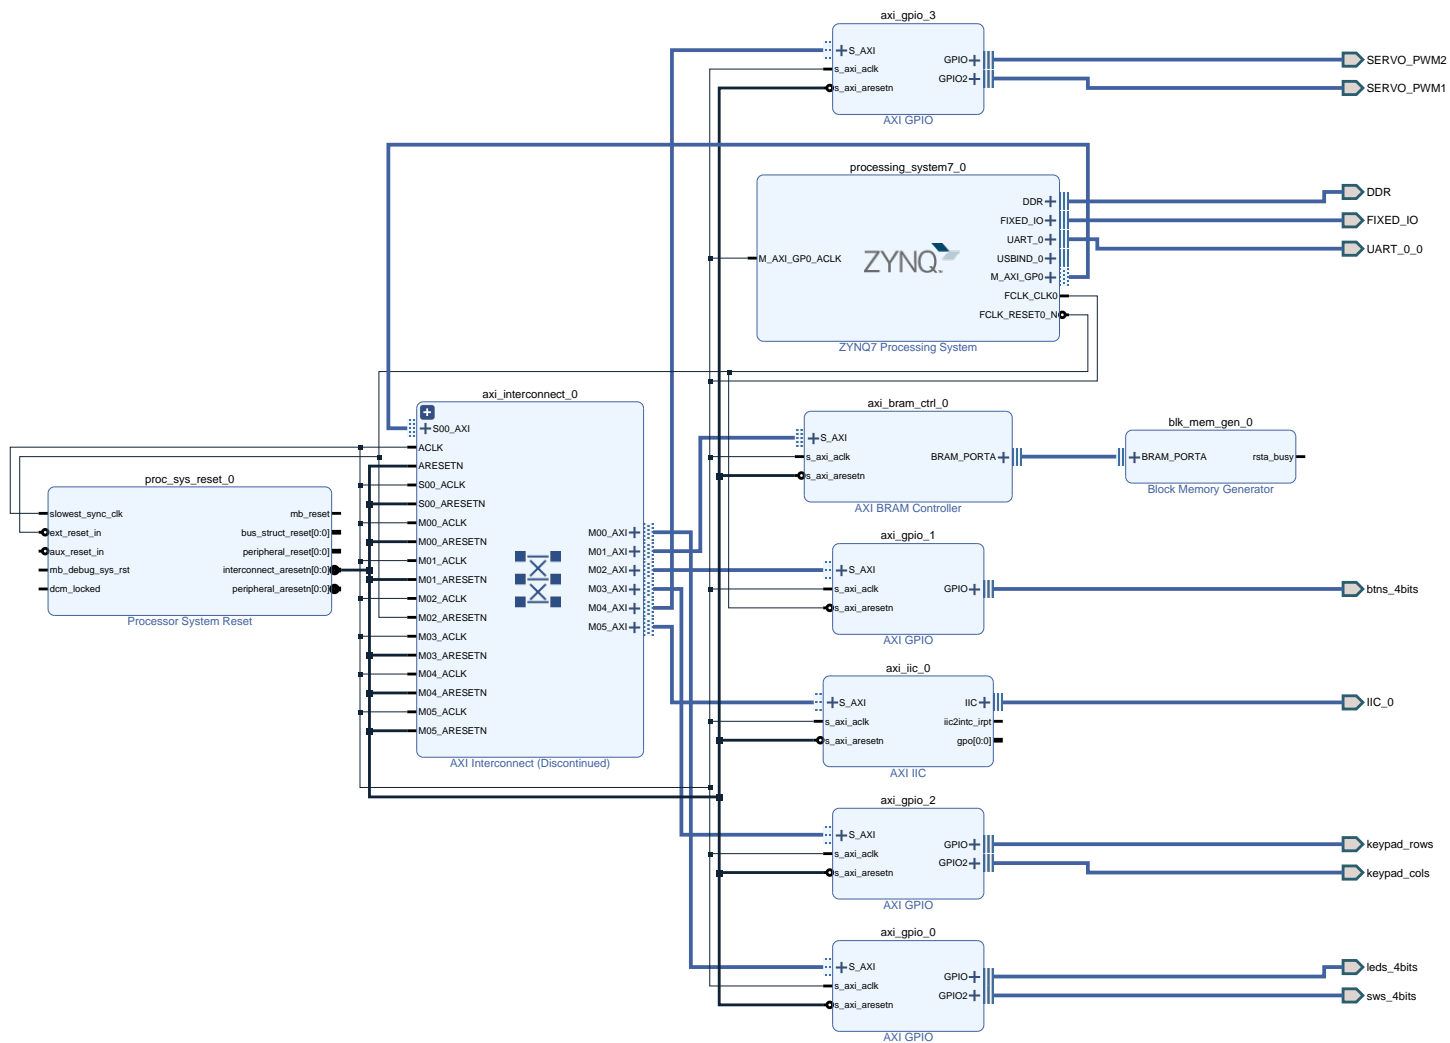 axi_gpio_3
S_AXI
s_axi_aclk
s_axi_aresetn
GPIO
GPIO2
AXI GPIO
SERVO_PWM2
SERVO_PWM1
processing_system7_0
M_AXI_GP0_ACLK
ZYNQ
DDR
FIXED_IO
UART_0
USBIND_0
M_AXI_GP0
FCLK_CLK0
FCLK_RESET0_N
ZYNQ7 Processing System
DDR
FIXED_IO
UART_0_0
axi_interconnect_0
S00_AXI
ACLK
ARESETN
S00_ACLK
S00_ARESETN
M00_ACLK
M00_ARESETN
M01_ACLK
M01_ARESETN
M02_ACLK
M02_ARESETN
M03_ACLK
M03_ARESETN
M04_ACLK
M04_ARESETN
M05_ACLK
M05_ARESETN
M00_AXI
M01_AXI
M02_AXI
M03_AXI
M04_AXI
M05_AXI
AXI Interconnect (Discontinued)
proc_sys_reset_0
slowest_sync_clk
ext_reset_in
aux_reset_in
mb_debug_sys_rst
dcm_locked
mb_reset
bus_struct_reset[0:0]
peripheral_reset[0:0]
interconnect_aresetn[0:0]
peripheral_aresetn[0:0]
Processor System Reset
axi_bram_ctrl_0
S_AXI
s_axi_aclk
s_axi_aresetn
BRAM_PORTA
AXI BRAM Controller
blk_mem_gen_0
BRAM_PORTA
rsta_busy
Block Memory Generator
axi_gpio_1
S_AXI
s_axi_aclk
s_axi_aresetn
GPIO
AXI GPIO
btns_4bits
axi_iic_0
S_AXI
s_axi_aclk
s_axi_aresetn
IIC
iic2intc_irpt
gpo[0:0]
AXI IIC
IIC_0
axi_gpio_2
S_AXI
s_axi_aclk
s_axi_aresetn
GPIO
GPIO2
AXI GPIO
keypad_rows
keypad_cols
axi_gpio_0
S_AXI
s_axi_aclk
s_axi_aresetn
GPIO
GPIO2
AXI GPIO
leds_4bits
sws_4bits